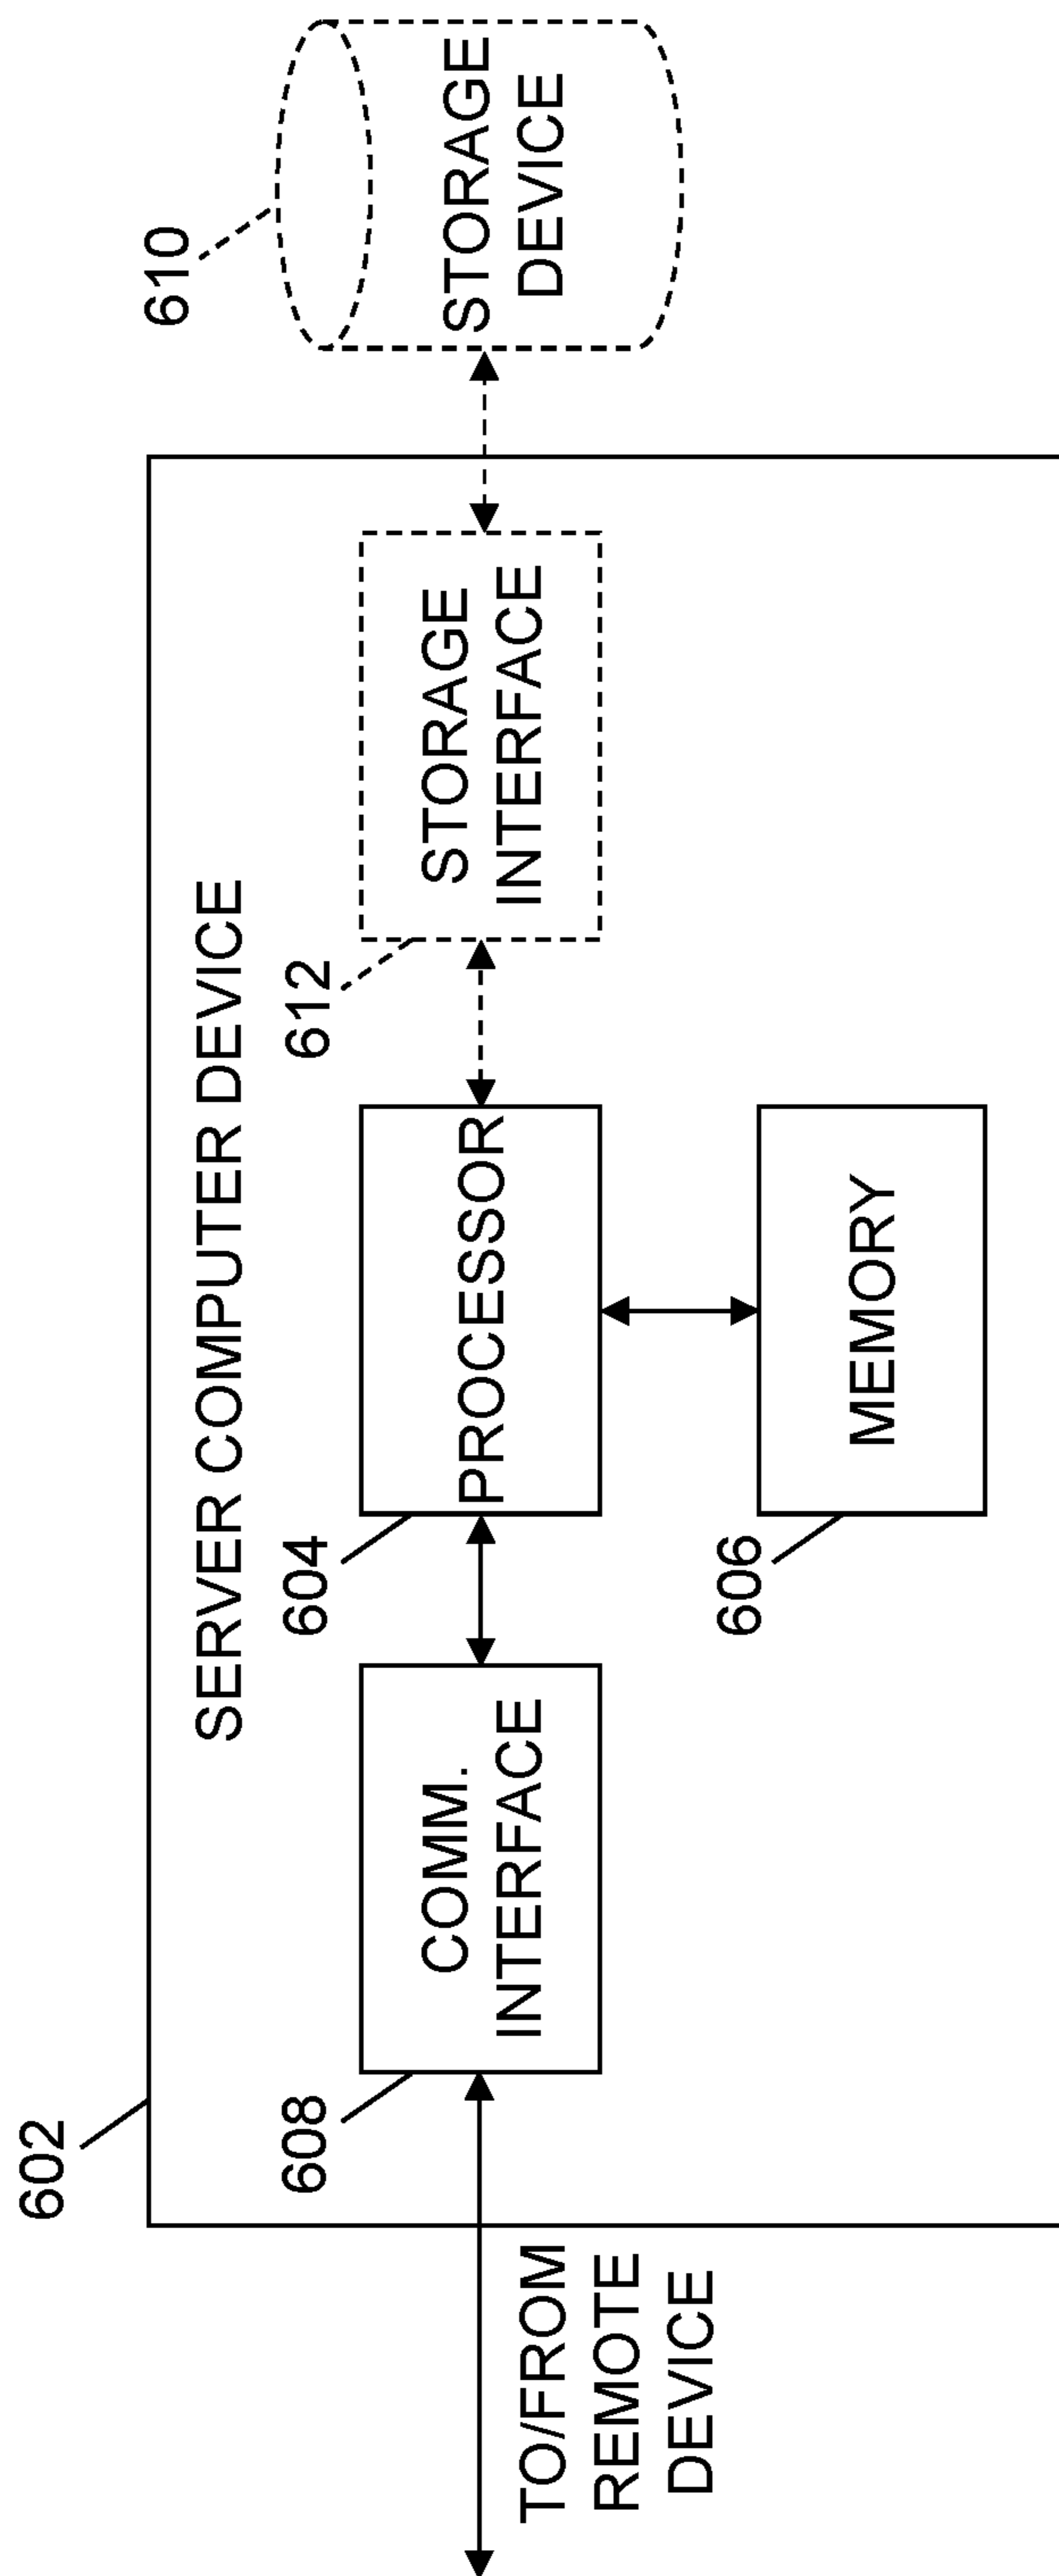 602
SERVER COMPUTER DEVICE
610
608
COMM.
INTERFACE
604
PROCESSOR
612
STORAGE
INTERFACE
STORAGE
DEVICE
TO/FROM
REMOTE
DEVICE
606
MEMORY